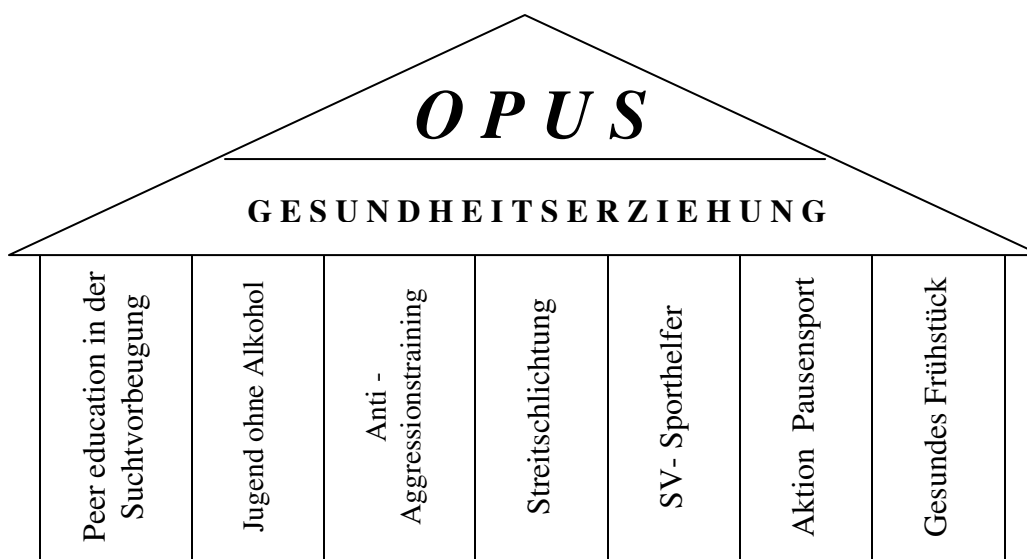 O P U S
G E S U N D H E I T S E R Z I E H U N G
Peer education in der
Suchtvorbeugung
Jugend ohne Alkohol
Anti -
Aggressionstraining
Streitschlichtung
SV- Sporthelfer
Aktion Pausensport
Gesundes Frühstück